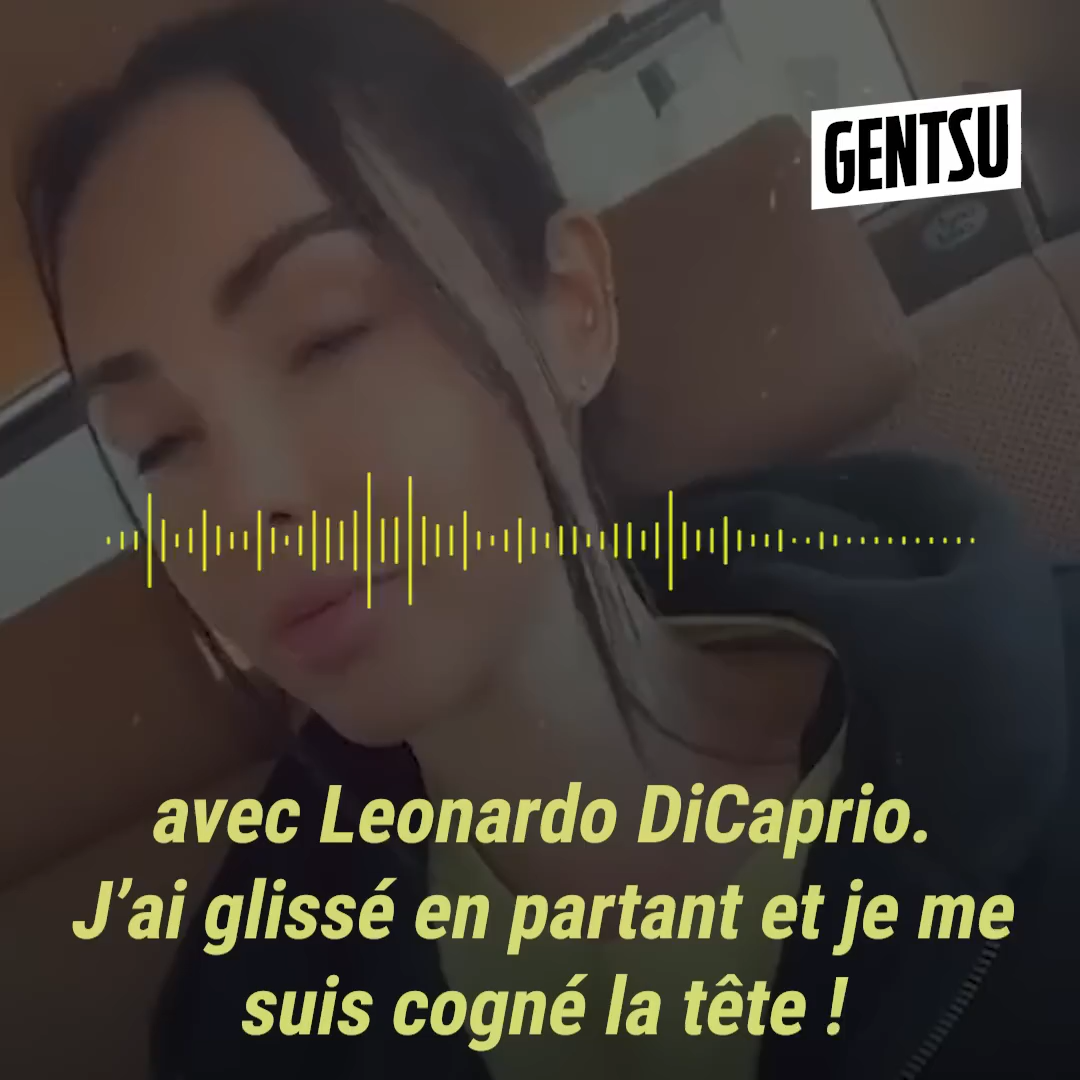 GENTSU
avec Leonardo DiCaprio.
J’ai glissé en partant et je me
suis cogné la tête !